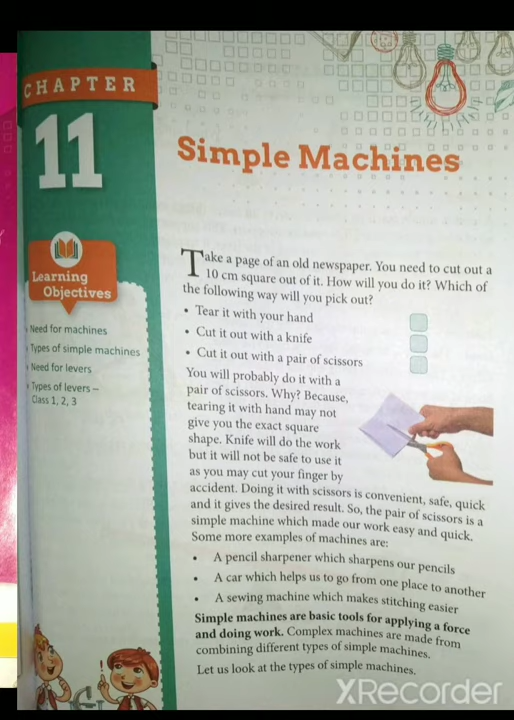 CHAPTER
11
Simple Machines
Learning
Objectives
Need for machines
Types of simple machines
Need for levers
Types of levers –
Class 1, 2, 3
Take a page of an old newspaper. You need to cut out a
10 cm square out of it. How will you do it? Which of
the following way will you pick out?
• Tear it with your hand
• Cut it out with a knife
• Cut it out with a pair of scissors
You will probably do it with a
pair of scissors. Why? Because,
tearing it with hand may not
give you the exact square
shape. Knife will do the work
but it will not be safe to use it
as you may cut your finger by
accident. Doing it with scissors is convenient, safe, quick
and it gives the desired result. So, the pair of scissors is a
simple machine which made our work easy and quick.
Some more examples of machines are:
• A pencil sharpener which sharpens our pencils
• A car which helps us to go from one place to another
• A sewing machine which makes stitching easier
Simple machines are basic tools for applying a force
and doing work. Complex machines are made from
combining different types of simple machines.
Let us look at the types of simple machines.
XRecorder